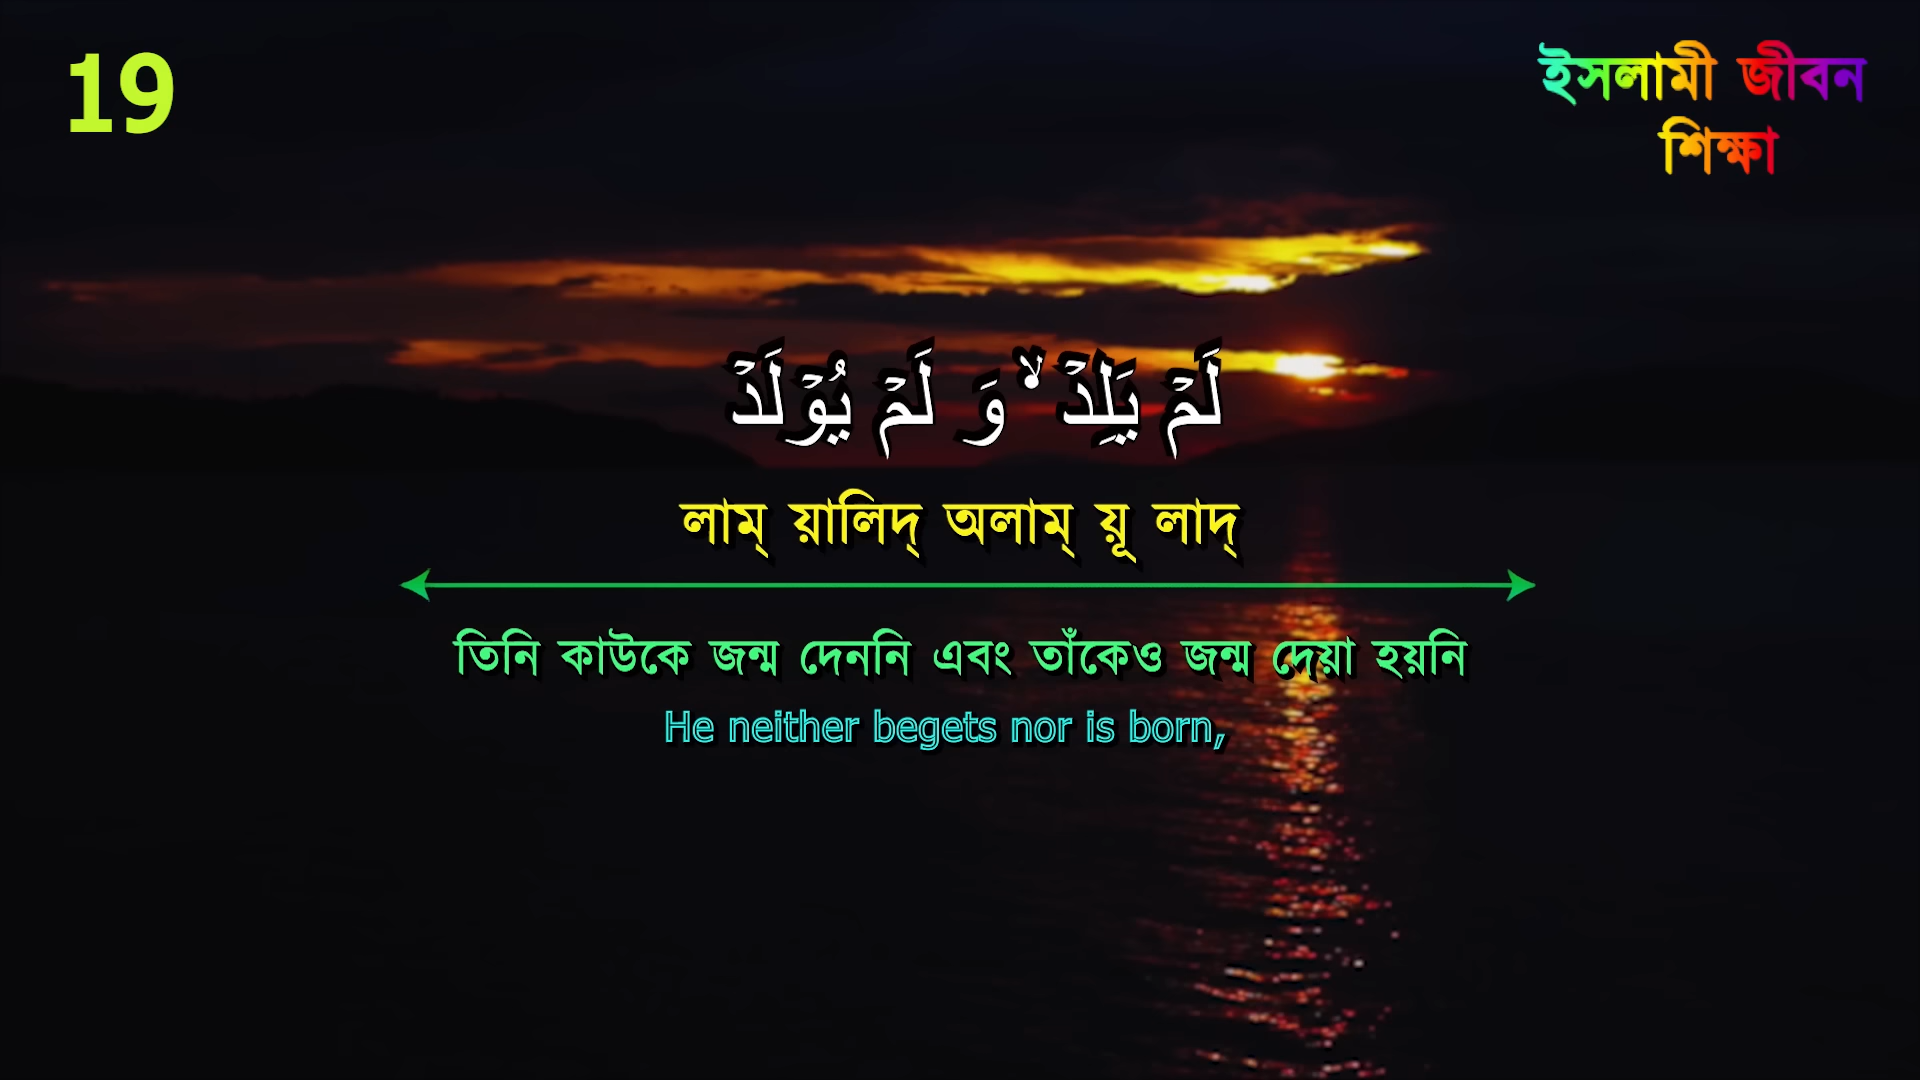 19
ইসলামী জীবন
শিক্ষা
لَمْ يَلِدْ ۙ وَ لَمْ يُوْلَدْ
লাম্ য়ালিদ্ অলাম্ য়ূ লাদ্
তিনি কাউকে জন্ম দেননি এবং তাঁকেও জন্ম দেয়া হয়নি
He neither begets nor is born,